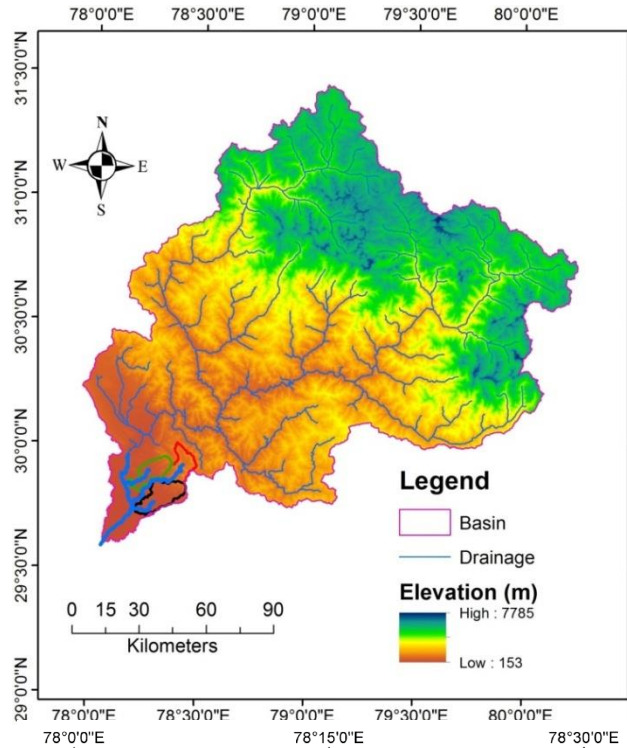 78°0'0"E 78°30'0"E 79°0'0"E 79°30'0"E 80°0'0"E
31°30'0"N
31°0'0"N
30°30'0"N
30°0'0"N
29°30'0"N
29°0'0"N
N
W E
S
Legend
Basin
Drainage
Elevation (m)
High : 7785
Low : 153
0 15 30 60 90
Kilometers
78°0'0"E 78°30'0"E 79°0'0"E 79°30'0"E 80°0'0"E
78°0'0"E 78°15'0"E 78°30'0"E